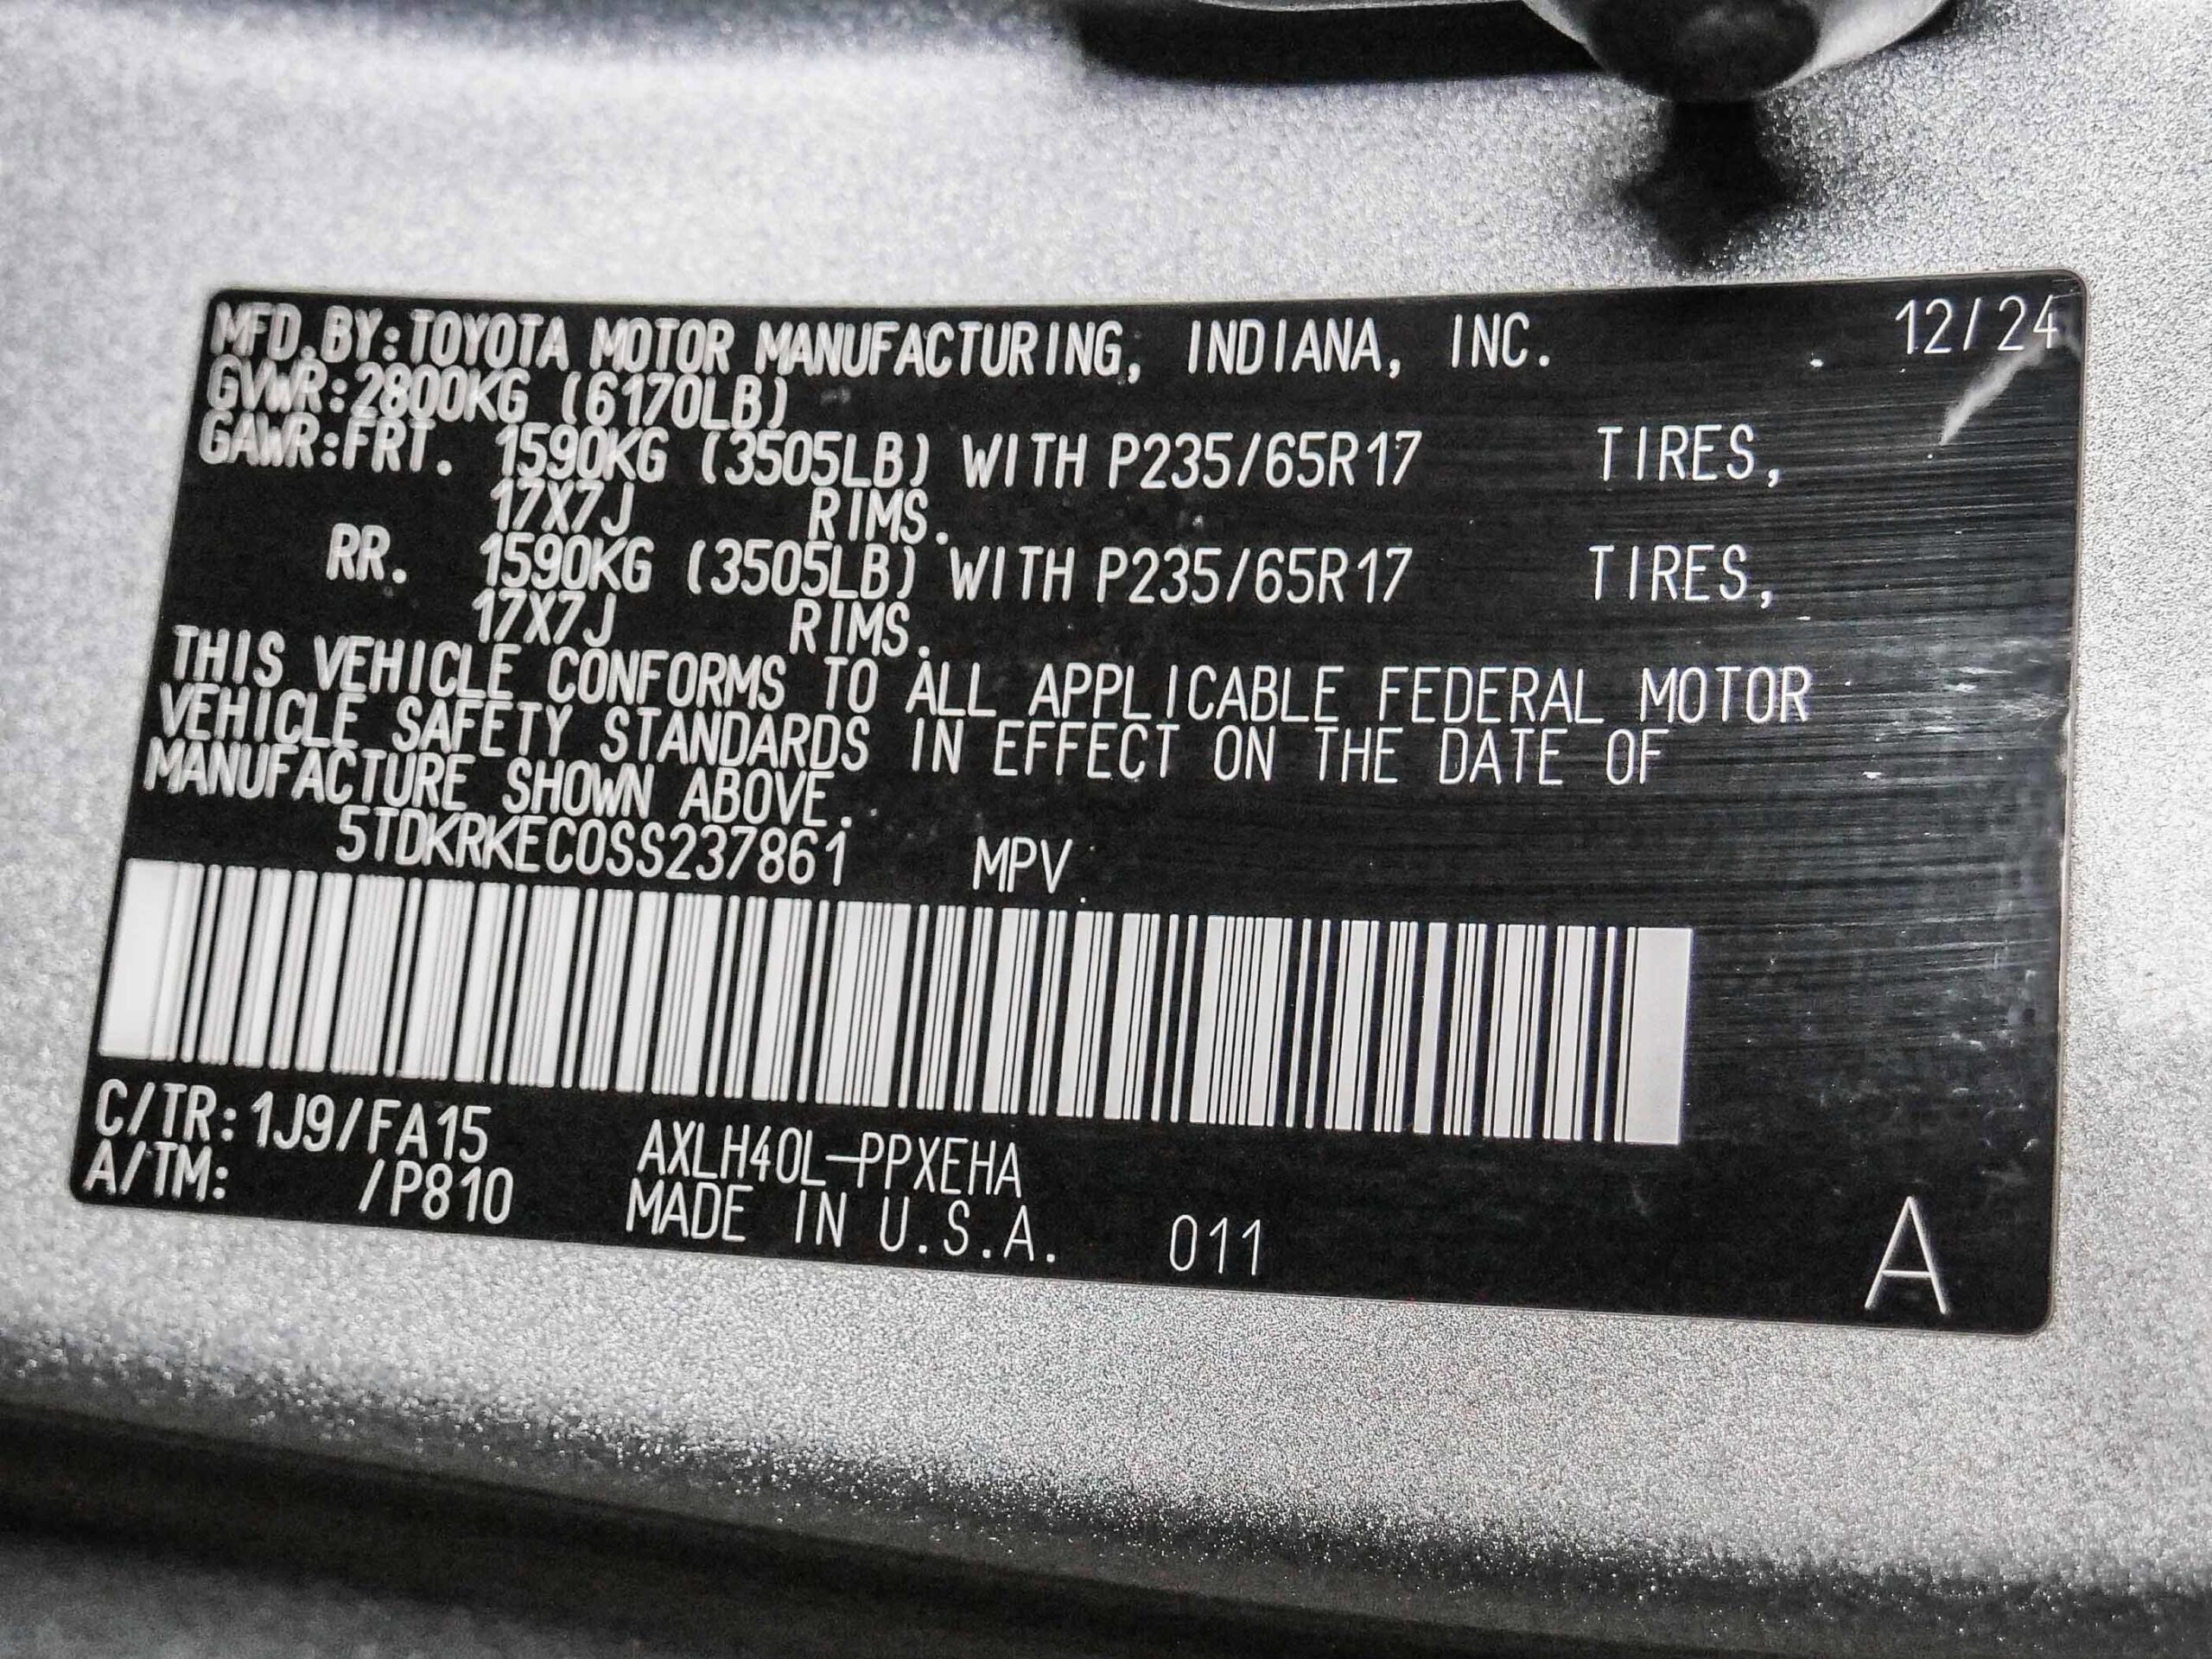 MFD.BY:TOYOTA MOTOR MANUFACTURING, INDIANA, INC. 12/24
GVWR:2800KG (6170LB)
GAWR:FRT. 1590KG (3505LB) WITH P235/65R17 TIRES,
17X7J RIMS.
RR. 1590KG (3505LB) WITH P235/65R17 TIRES,
17X7J RIMS.
THIS VEHICLE CONFORMS TO ALL APPLICABLE FEDERAL MOTOR
VEHICLE SAFETY STANDARDS IN EFFECT ON THE DATE OF
MANUFACTURE SHOWN ABOVE.
5TDKRKEC0SS237861 MPV
C/TR:1J9/FA15 AXLH40L-PPXEHA
A/TM: /P810 MADE IN U.S.A. 011 A